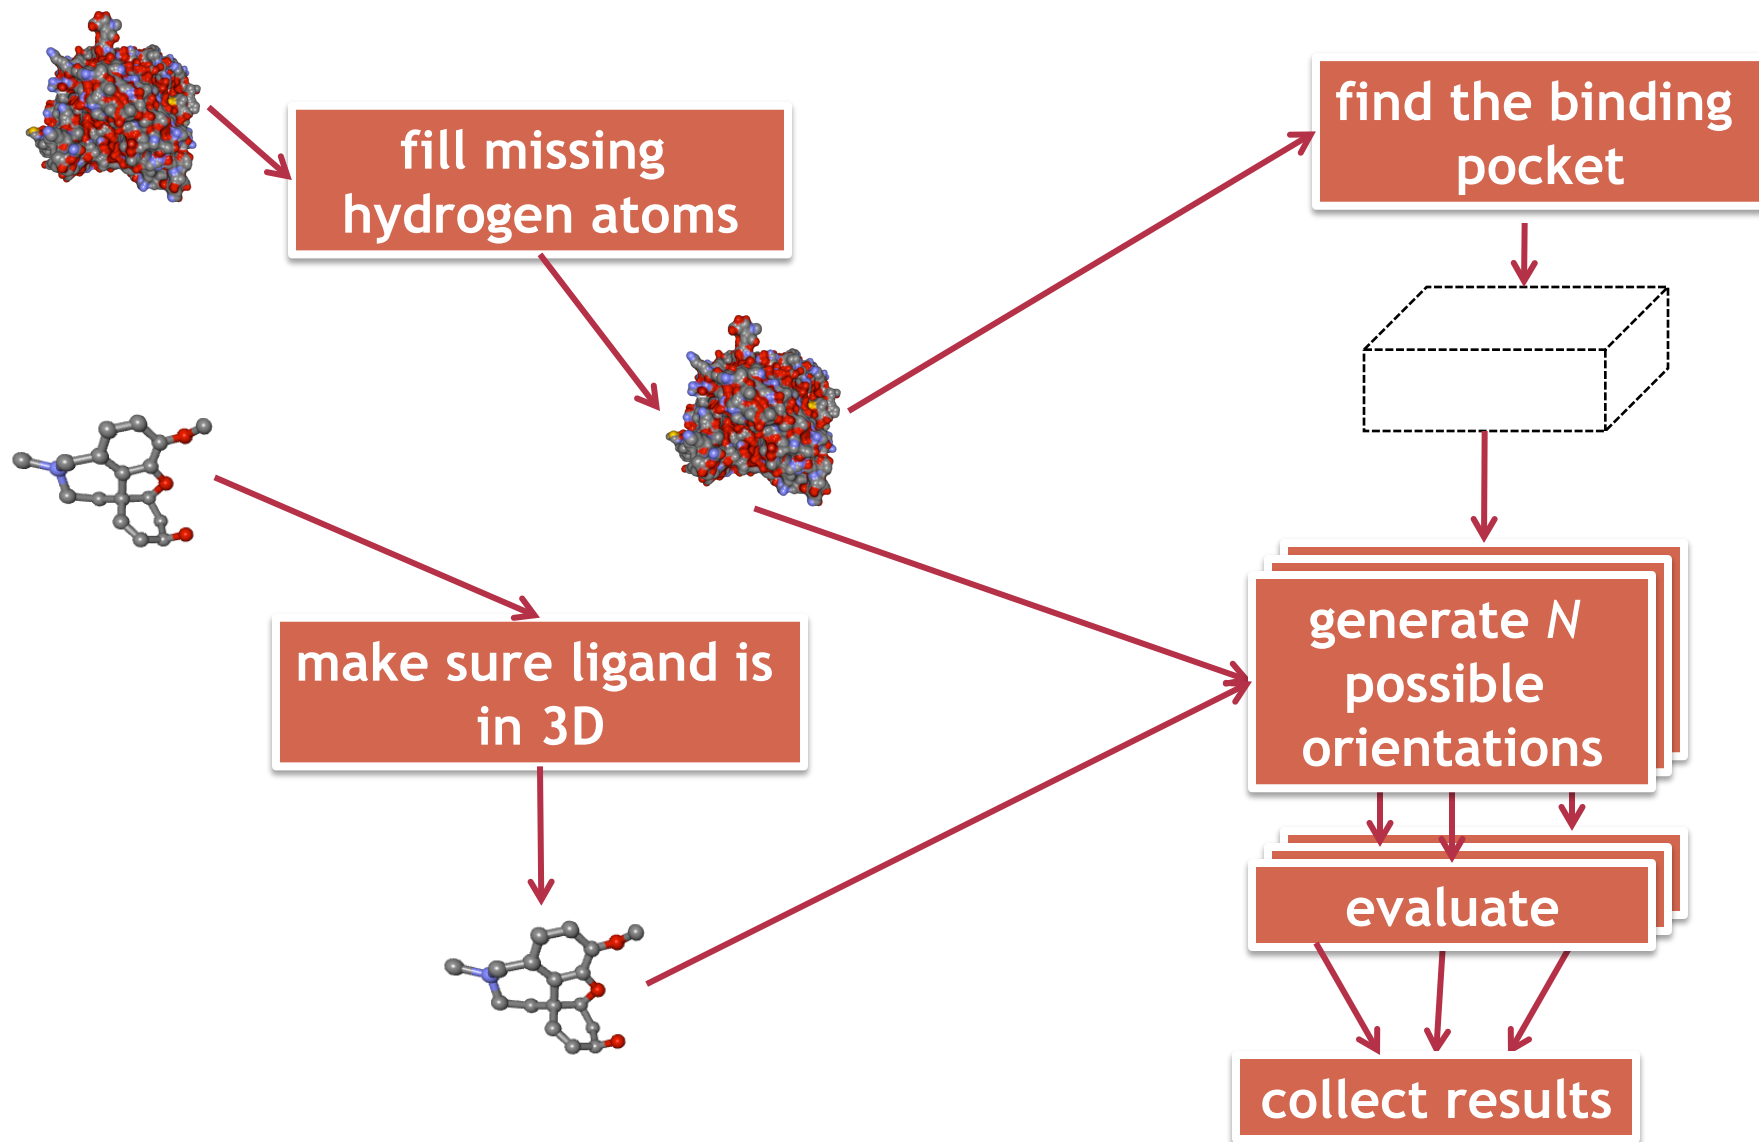 fill missing
hydrogen atoms
find the binding
pocket
make sure ligand is
in 3D
generate N
possible
orientations
evaluate
collect results